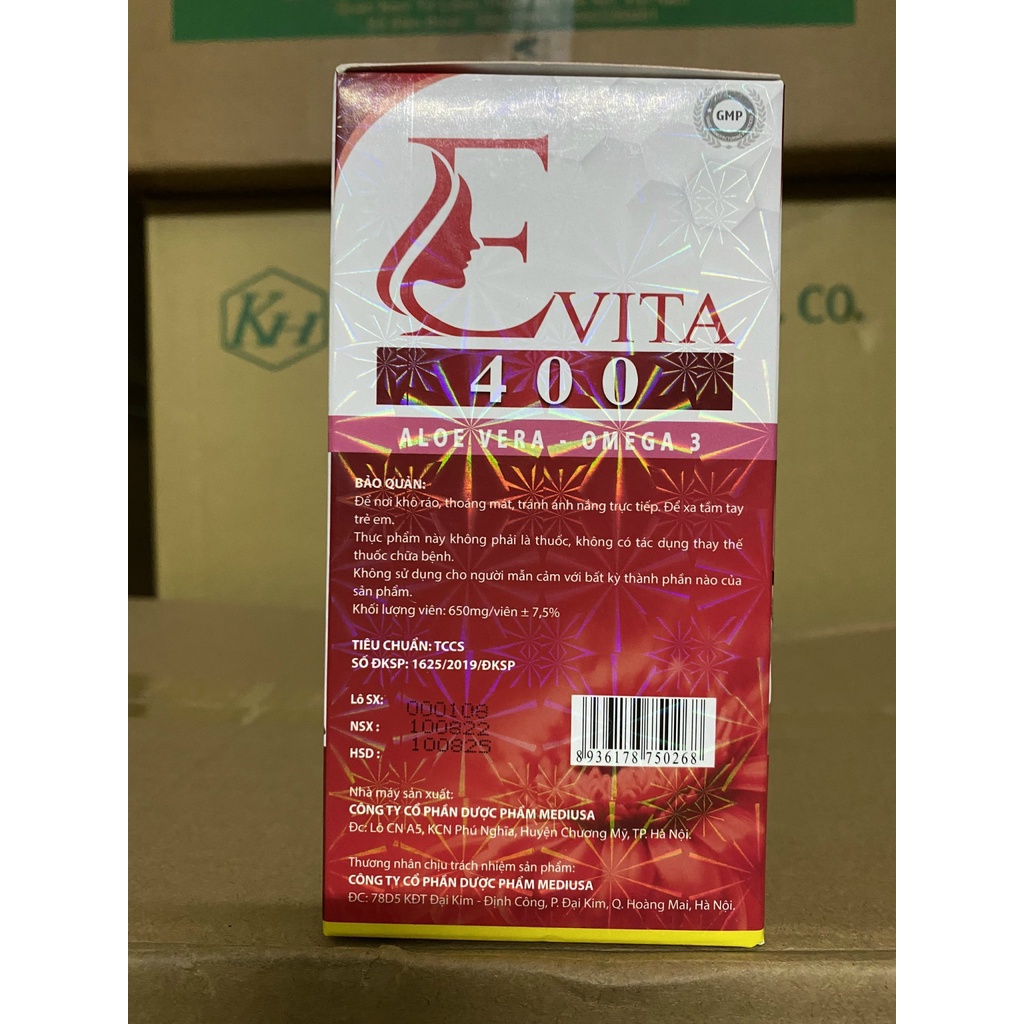 KH
CO.
GMP
EVITA
400
ALOE VERA - OMEGA 3
BẢO QUẢN:
Để nơi khô ráo, thoáng mát, tránh ánh nắng trực tiếp. Để xa tầm tay
trẻ em.
Thực phẩm này không phải là thuốc, không có tác dụng thay thế
thuốc chữa bệnh.
Không sử dụng cho người mẫn cảm với bất kỳ thành phần nào của
sản phẩm.
Khối lượng viên: 650mg/viên ± 7,5%
TIÊU CHUẨN: TCCS
SỐ ĐKSP: 1625/2019/ĐKSP
Lô SX: 000108
NSX : 100822
HSD : 100825
8 936178 750268
Nhà máy sản xuất:
CÔNG TY CỔ PHẦN DƯỢC PHẨM MEDIUSA
Đc: Lô CN A5, KCN Phú Nghĩa, Huyện Chương Mỹ, TP. Hà Nội.
Thương nhân chịu trách nhiệm sản phẩm:
CÔNG TY CỔ PHẦN DƯỢC PHẨM MEDIUSA
ĐC: 78D5 KĐT Đại Kim - Định Công, P. Đại Kim, Q. Hoàng Mai, Hà Nội.